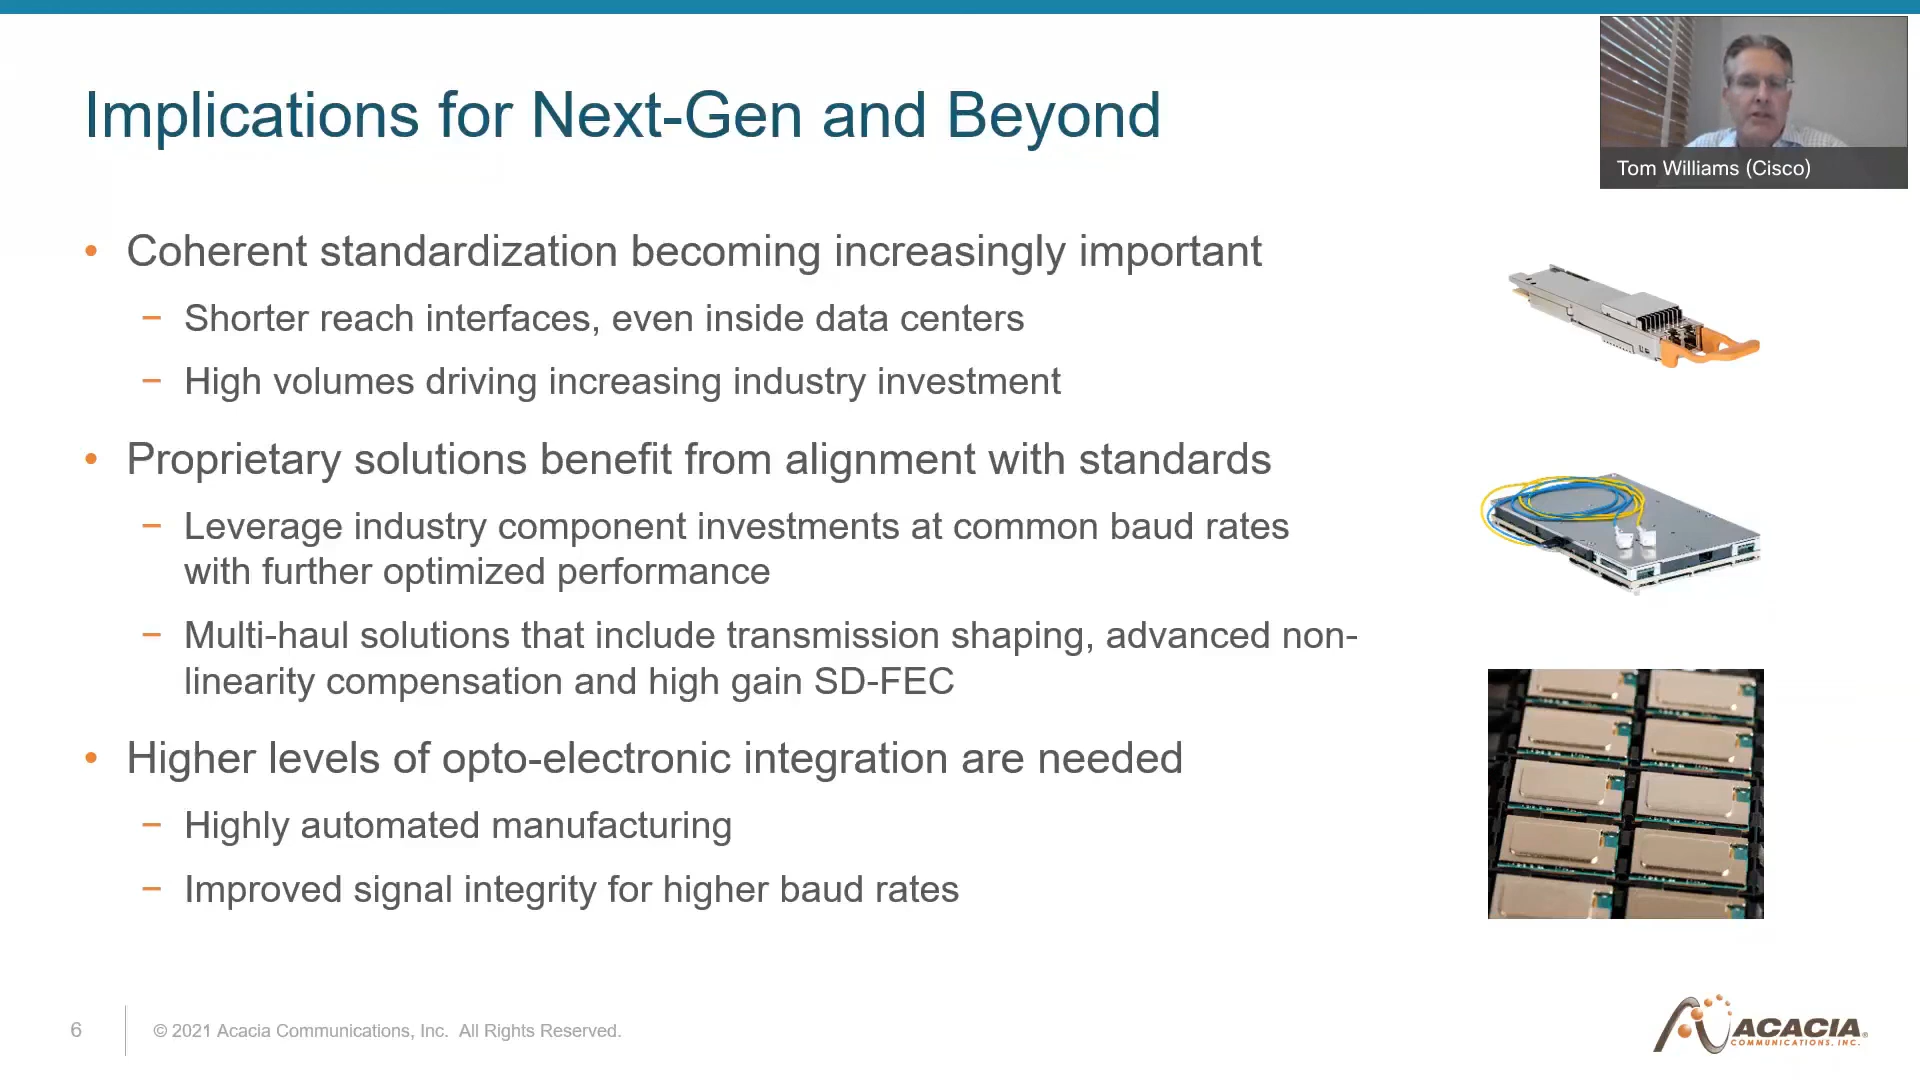 Implications for Next-Gen and Beyond
Tom Williams (Cisco)
• Coherent standardization becoming increasingly important
− Shorter reach interfaces, even inside data centers
− High volumes driving increasing industry investment
• Proprietary solutions benefit from alignment with standards
− Leverage industry component investments at common baud rates
with further optimized performance
− Multi-haul solutions that include transmission shaping, advanced non-
linearity compensation and high gain SD-FEC
• Higher levels of opto-electronic integration are needed
− Highly automated manufacturing
− Improved signal integrity for higher baud rates
6
© 2021 Acacia Communications, Inc. All Rights Reserved.
ACACIA®
COMMUNICATIONS, INC.